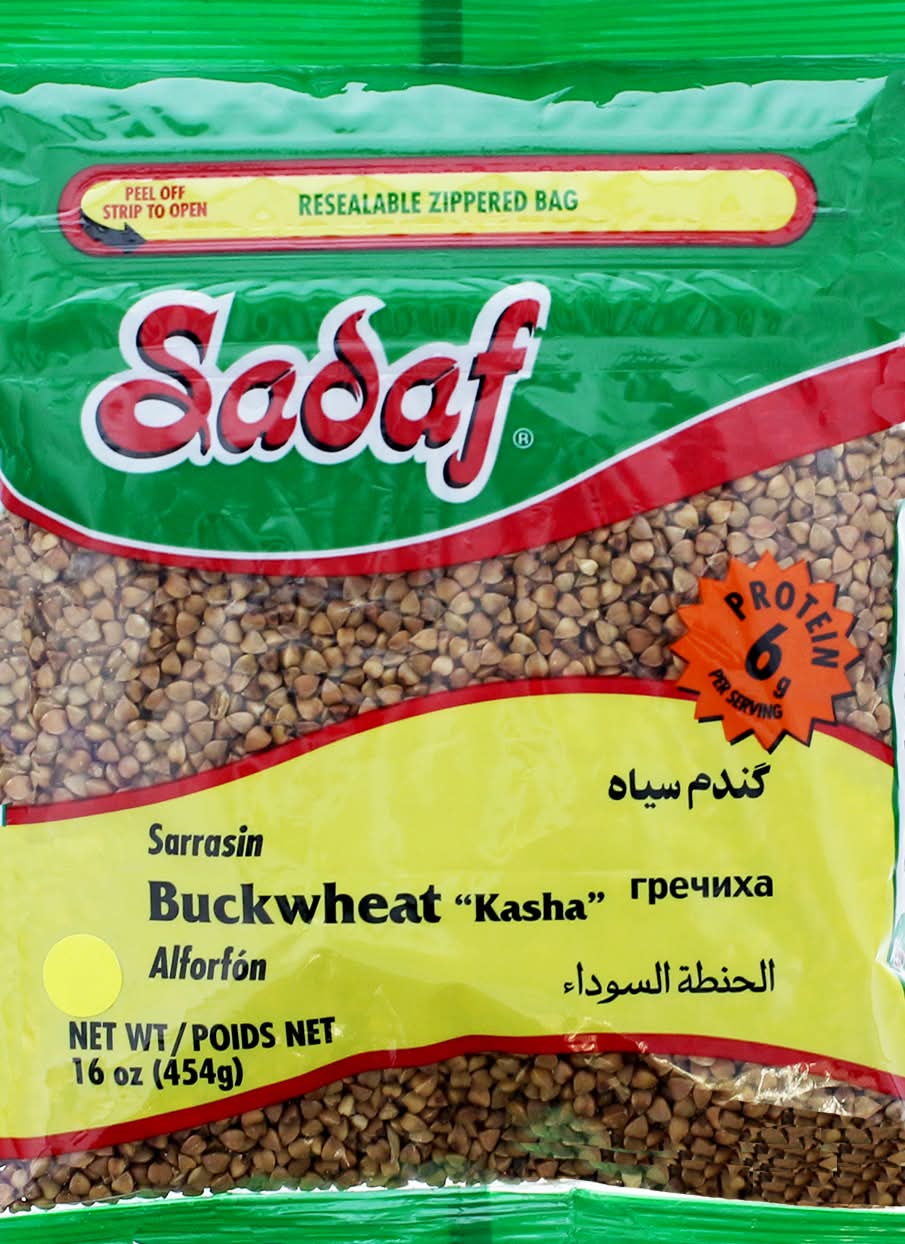 PEEL OFF
STRIP TO OPEN
RESEALABLE ZIPPERED BAG
Sadaf®
PROTEIN
6g
PER SERVING
گندم سیاه
Sarrasin
Buckwheat “Kasha”
гречиха
Alforfón
الحنطة السوداء
NET WT/POIDS NET
16 oz (454g)